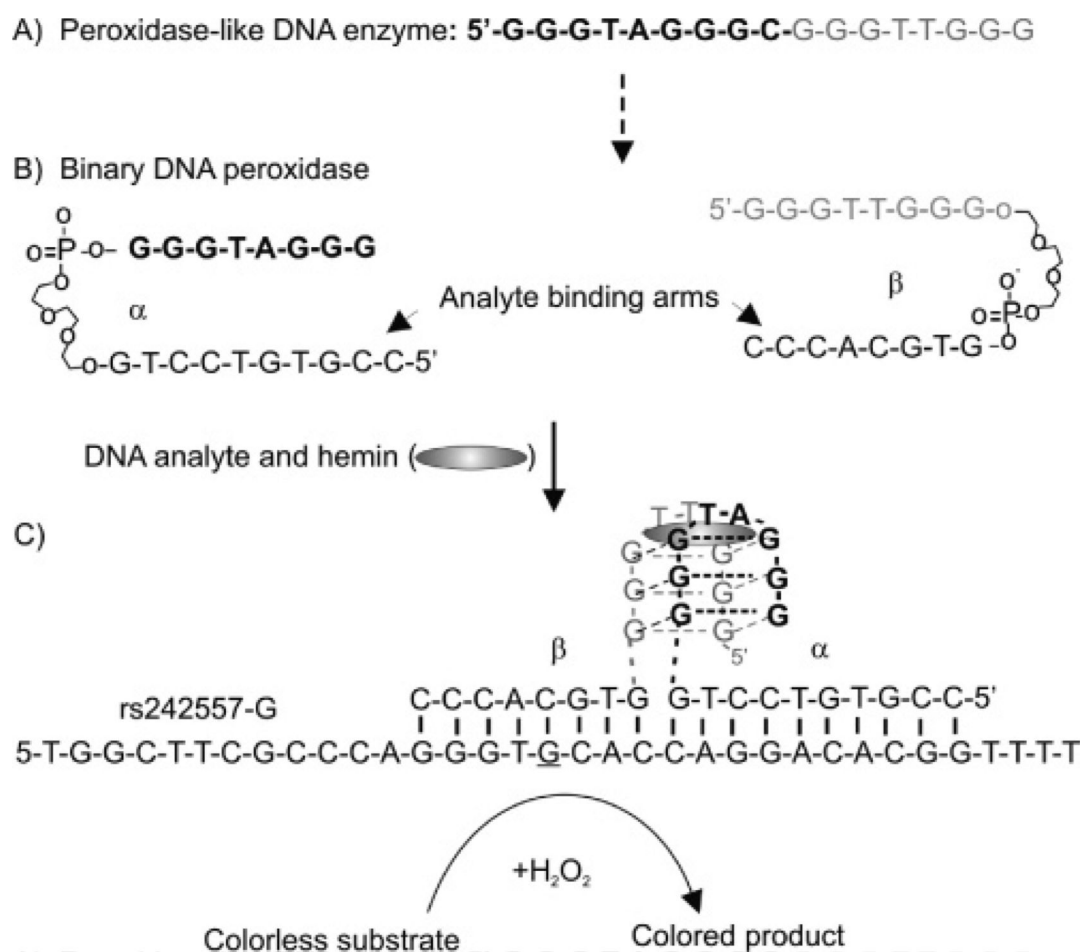 A) Peroxidase-like DNA enzyme: 5'-G-G-G-T-A-G-G-G-C-G-G-G-T-T-G-G-G
B) Binary DNA peroxidase
5'-G-G-G-T-T-G-G-G-o
o
o=P-o- G-G-G-T-A-G-G-G
o
o
o
α
o-G-T-C-C-T-G-T-G-C-C-5'
Analyte binding arms
β
o
o
o'
o=P-o
C-C-C-A-C-G-T-G-o
DNA analyte and hemin ( )
C)
T-T T-A
G G G G
G G G G
G G G G
5'
β
α
rs242557-G
C-C-C-A-C-G-T-G G-T-C-C-T-G-T-G-C-C-5'
5-T-G-G-C-T-T-C-G-C-C-C-A-G-G-G-T-G-C-A-C-C-A-G-G-A-C-A-C-G-G-T-T-T-T
+H₂O₂
Colorless substrate
Colored product